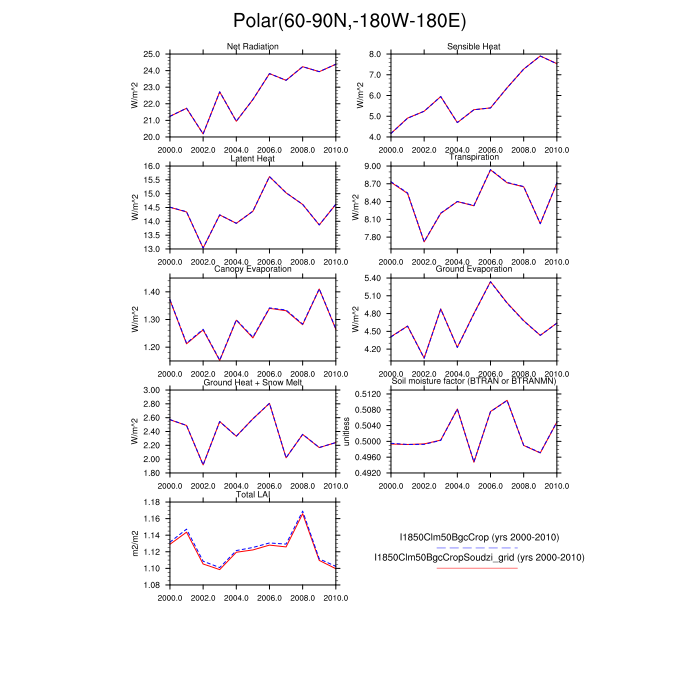 Polar(60-90N,-180W-180E)
Net Radiation
25.0
24.0
23.0
22.0
21.0
20.0
W/m^2
2000.0 2002.0 2004.0 2006.0 2008.0 2010.0
Sensible Heat
8.0
7.0
6.0
5.0
4.0
W/m^2
2000.0 2002.0 2004.0 2006.0 2008.0 2010.0
Latent Heat
16.0
15.5
15.0
14.5
14.0
13.5
13.0
W/m^2
2000.0 2002.0 2004.0 2006.0 2008.0 2010.0
Transpiration
9.00
8.70
8.40
8.10
7.80
W/m^2
2000.0 2002.0 2004.0 2006.0 2008.0 2010.0
Canopy Evaporation
1.40
1.30
1.20
W/m^2
2000.0 2002.0 2004.0 2006.0 2008.0 2010.0
Ground Evaporation
5.40
5.10
4.80
4.50
4.20
W/m^2
2000.0 2002.0 2004.0 2006.0 2008.0 2010.0
Ground Heat + Snow Melt
3.00
2.80
2.60
2.40
2.20
2.00
1.80
W/m^2
2000.0 2002.0 2004.0 2006.0 2008.0 2010.0
Soil moisture factor (BTRAN or BTRANMN)
0.5120
0.5080
0.5040
0.5000
0.4960
0.4920
unitless
2000.0 2002.0 2004.0 2006.0 2008.0 2010.0
Total LAI
1.18
1.16
1.14
1.12
1.10
1.08
m2/m2
2000.0 2002.0 2004.0 2006.0 2008.0 2010.0
I1850Clm50BgcCrop (yrs 2000-2010)
I1850Clm50BgcCropSoudzi_grid (yrs 2000-2010)